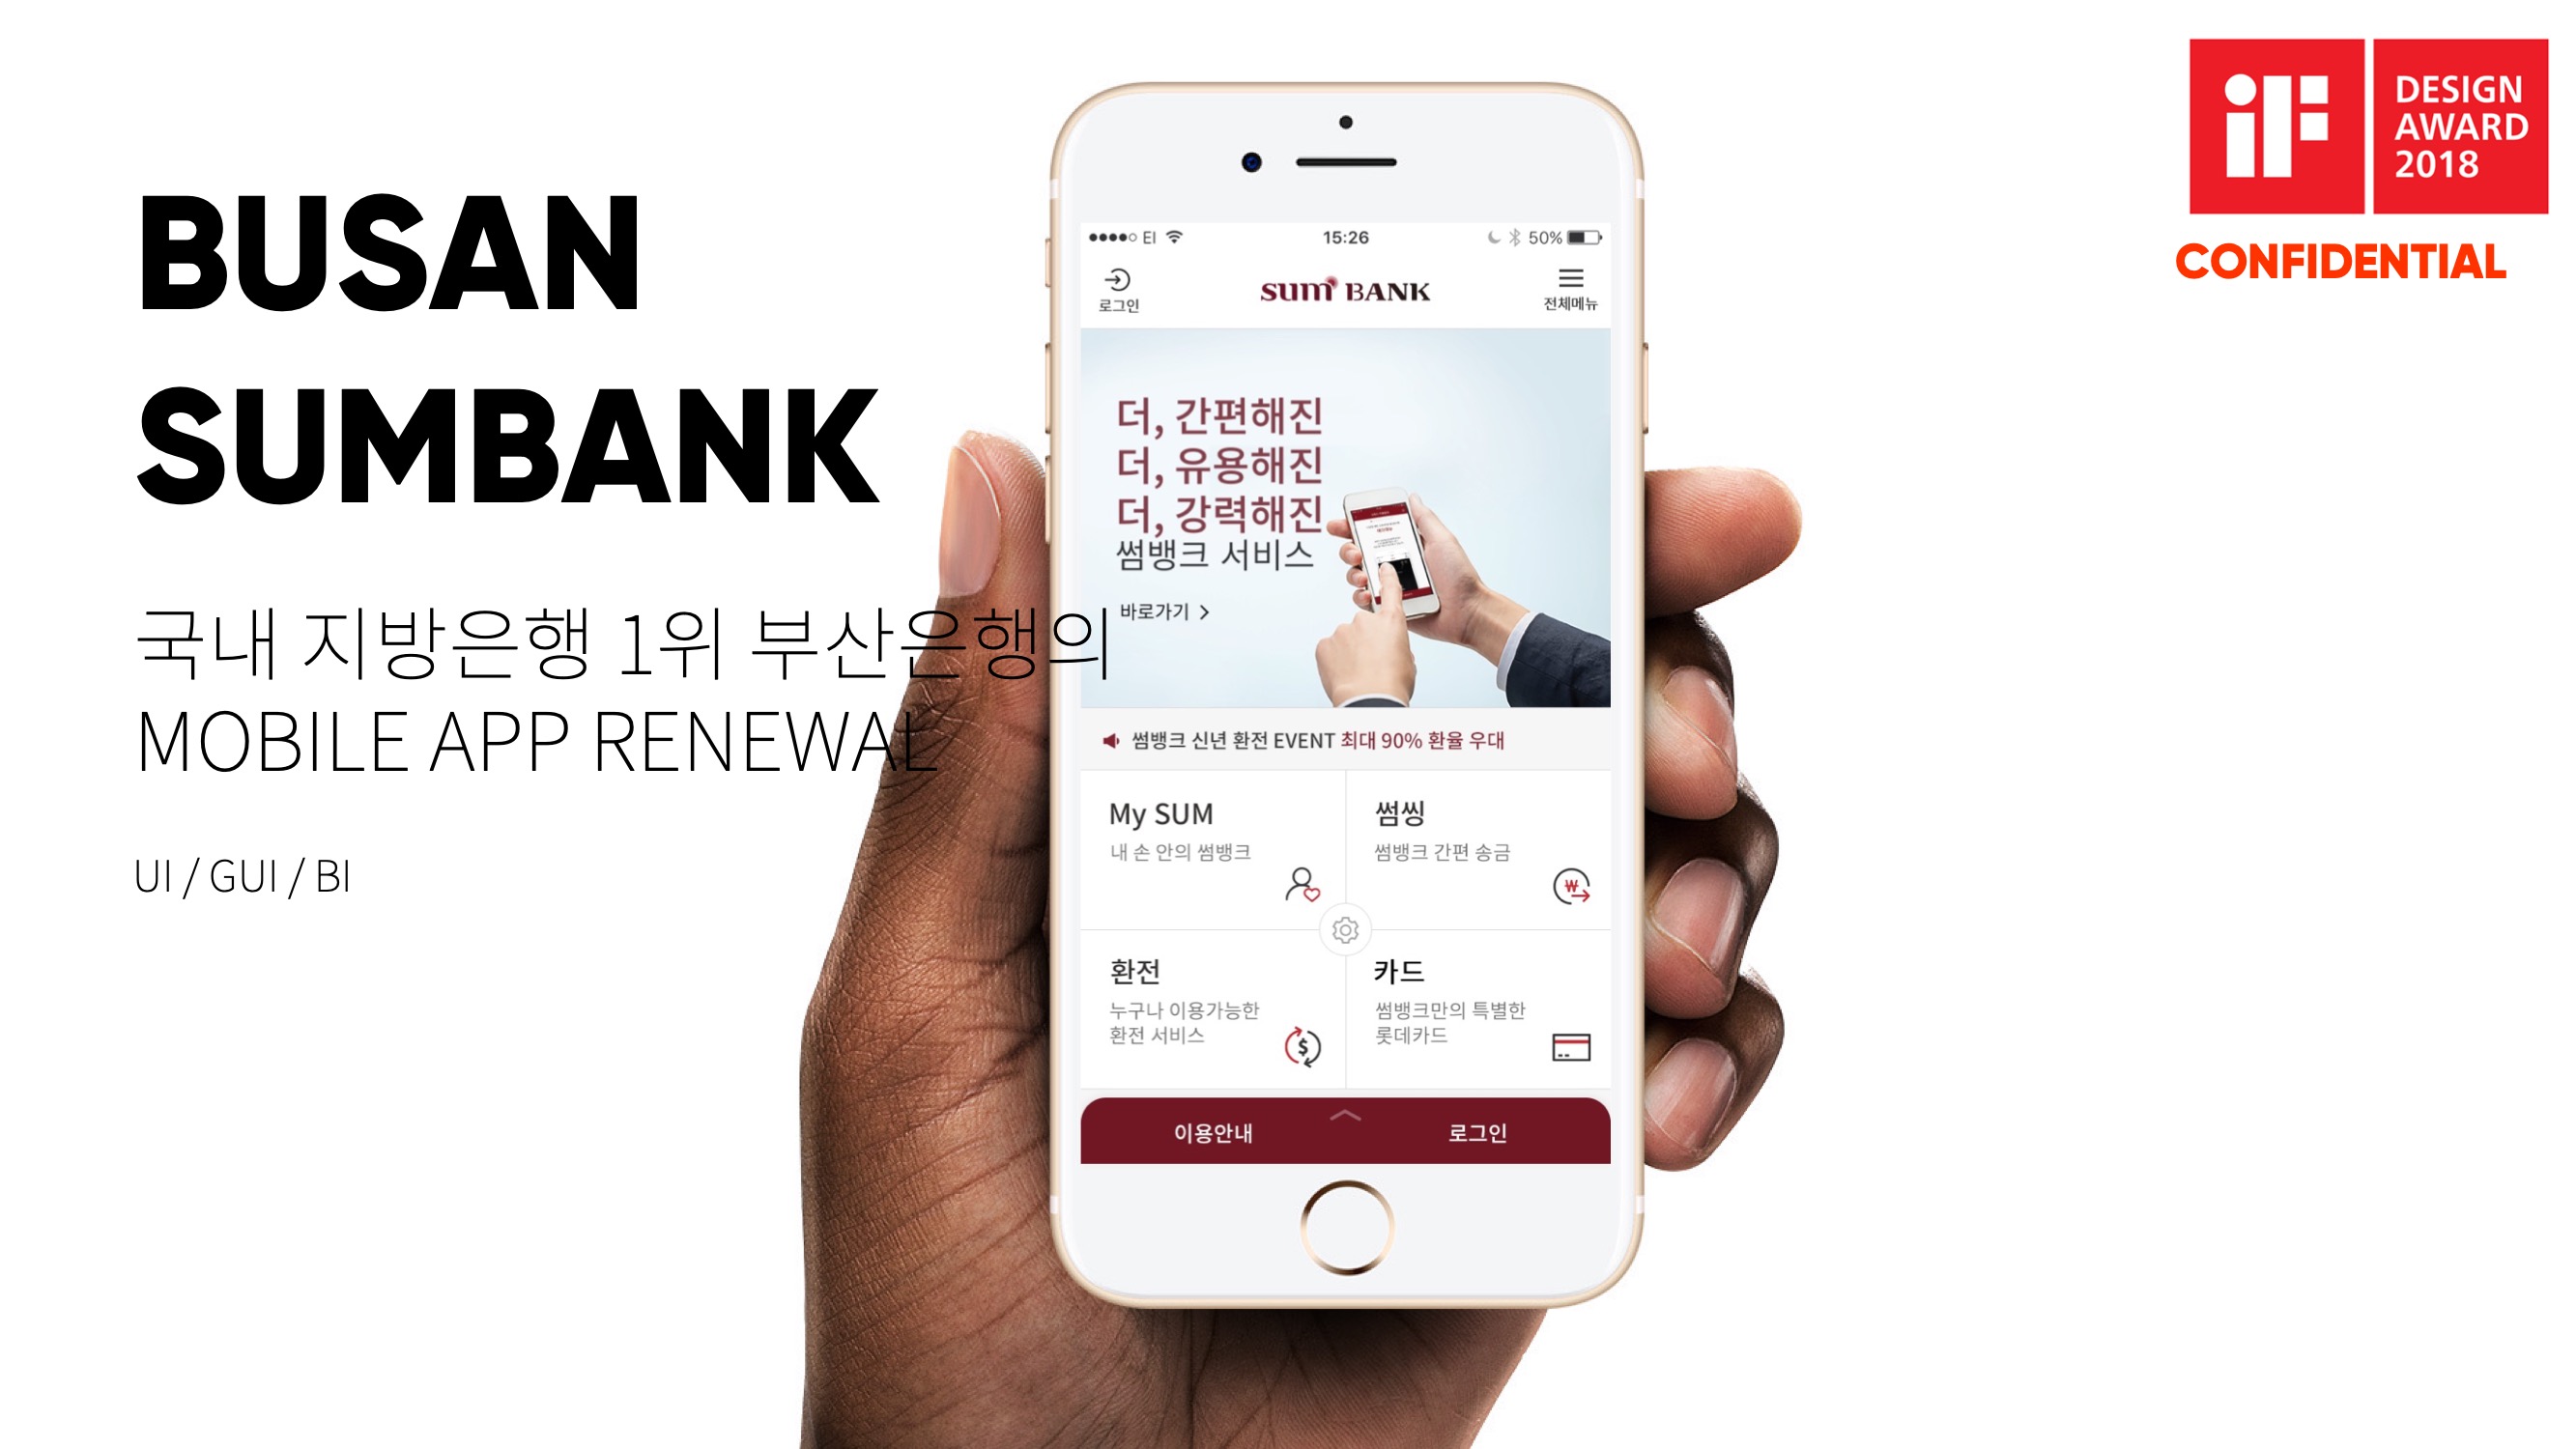 BUSAN
SUMBANK
국내 지방은행 1위 부산은행의
MOBILE APP RENEWAL
UI / GUI / BI
EI
15:26
50%
로그인
sum BANK
전체메뉴
더, 간편해진
더, 유용해진
더, 강력해진
썸뱅크 서비스
바로가기 >
썸뱅크 신년 환전 EVENT 최대 90% 환율 우대
My SUM
내 손 안의 썸뱅크
썸씽
썸뱅크 간편 송금
환전
누구나 이용가능한
환전 서비스
카드
썸뱅크만의 특별한
롯데카드
이용안내
로그인
iF
DESIGN
AWARD
2018
CONFIDENTIAL